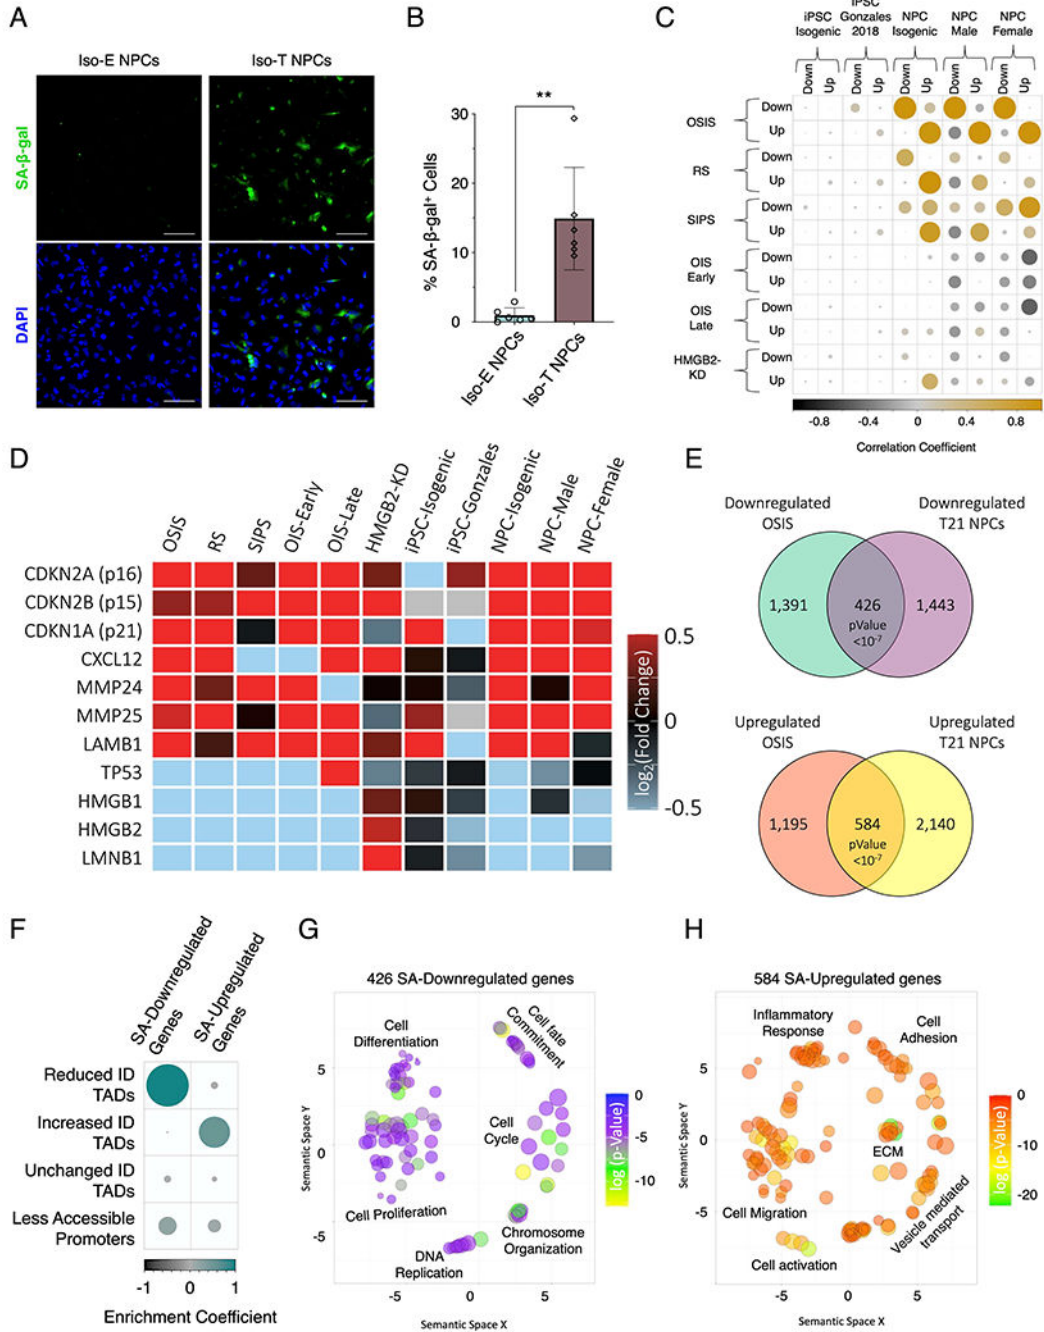 A
Iso-E NPCs
Iso-T NPCs
SA-β-gal
DAPI
B
**
% SA-β-gal⁺ Cells
30
20
10
0
Iso-E NPCs
Iso-T NPCs
C
iPSC
Isogenic
iPSC
Gonzales
2018
NPC
Isogenic
NPC
Male
NPC
Female
Down
Up
Down
Up
Down
Up
Down
Up
Down
Up
OSIS
Down
Up
RS
Down
Up
SIPS
Down
Up
OIS
Early
Down
Up
OIS
Late
Down
Up
HMGB2-
KD
Down
Up
-0.8
-0.4
0
0.4
0.8
Correlation Coefficient
D
OSIS
RS
SIPS
OIS-Early
OIS-Late
HMGB2-KD
iPSC-Isogenic
iPSC-Gonzales
NPC-Isogenic
NPC-Male
NPC-Female
CDKN2A (p16)
CDKN2B (p15)
CDKN1A (p21)
CXCL12
MMP24
MMP25
LAMB1
TP53
HMGB1
HMGB2
LMNB1
0.5
0
-0.5
log₂(Fold Change)
E
Downregulated
OSIS
Downregulated
T21 NPCs
1,391
426
pValue
<10⁻⁷
1,443
Upregulated
OSIS
Upregulated
T21 NPCs
1,195
584
pValue
<10⁻⁷
2,140
F
SA-Downregulated
Genes
SA-Upregulated
Genes
Reduced ID
TADs
Increased ID
TADs
Unchanged ID
TADs
Less Accessible
Promoters
-1
0
1
Enrichment Coefficient
G
426 SA-Downregulated genes
Cell
Differentiation
Cell fate
Commitment
Cell
Cycle
Cell Proliferation
Chromosome
Organization
DNA
Replication
5
0
-5
Semantic Space Y
-5
0
5
Semantic Space X
0
-5
-10
log (p-Value)
H
584 SA-Upregulated genes
Inflammatory
Response
Cell
Adhesion
ECM
Cell Migration
Vesicle mediated
transport
Cell activation
5
0
-5
Semantic Space Y
-5
0
5
Semantic Space X
0
-10
-20
log (p-Value)